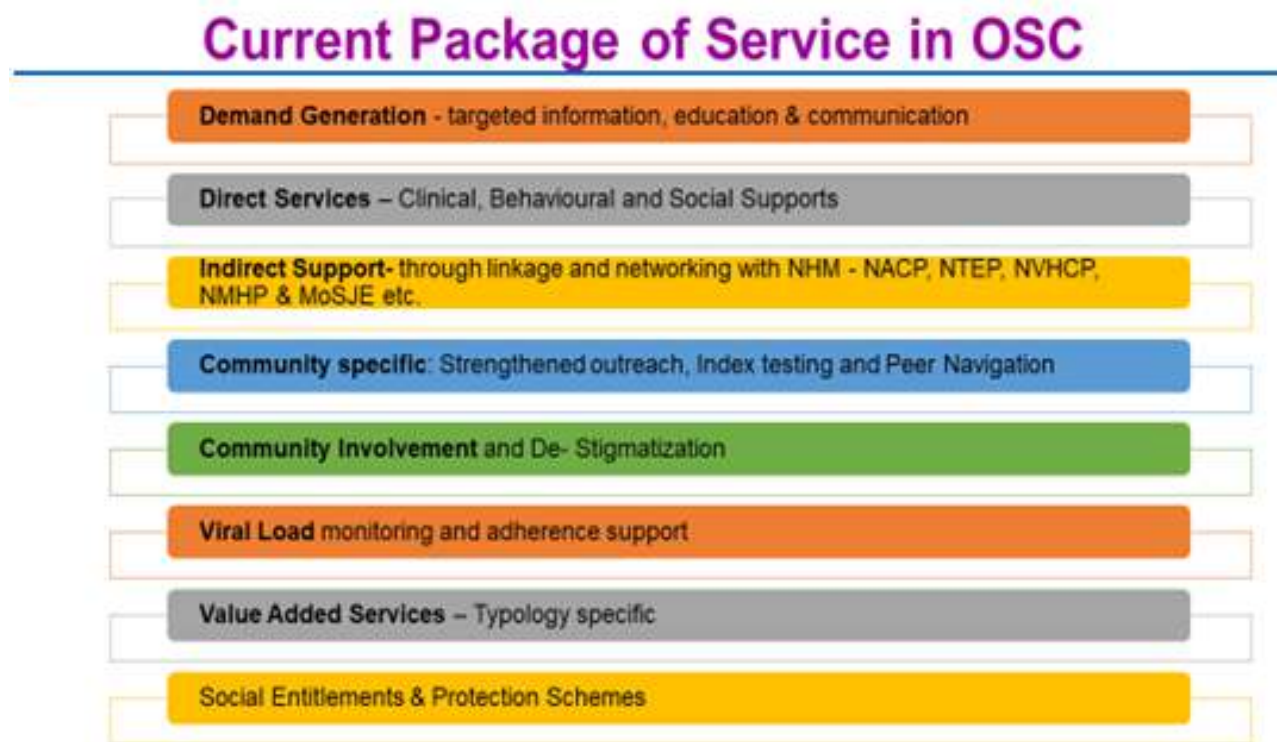 Current Package of Service in OSC
Demand Generation - targeted information, education & communication
Direct Services – Clinical, Behavioural and Social Supports
Indirect Support- through linkage and networking with NHM - NACP, NTEP, NVHCP,
NMHP & MoSJE etc.
Community specific: Strengthened outreach, Index testing and Peer Navigation
Community Involvement and De- Stigmatization
Viral Load monitoring and adherence support
Value Added Services – Typology specific
Social Entitlements & Protection Schemes